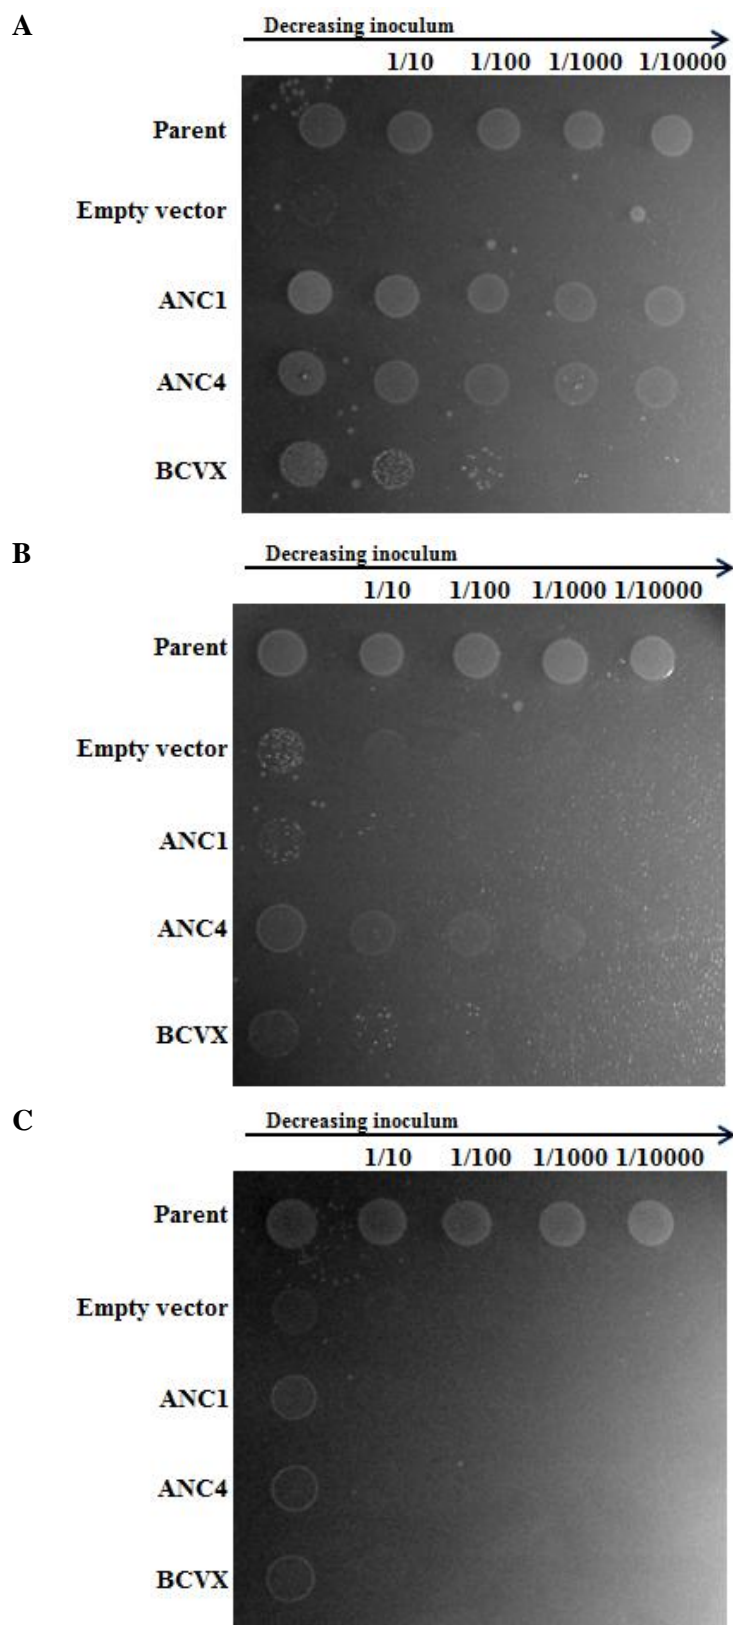 A
Decreasing inoculum
1/10 1/100 1/1000 1/10000
Parent
Empty vector
ANC1
ANC4
BCVX
B
Decreasing inoculum
1/10 1/100 1/1000 1/10000
Parent
Empty vector
ANC1
ANC4
BCVX
C
Decreasing inoculum
1/10 1/100 1/1000 1/10000
Parent
Empty vector
ANC1
ANC4
BCVX